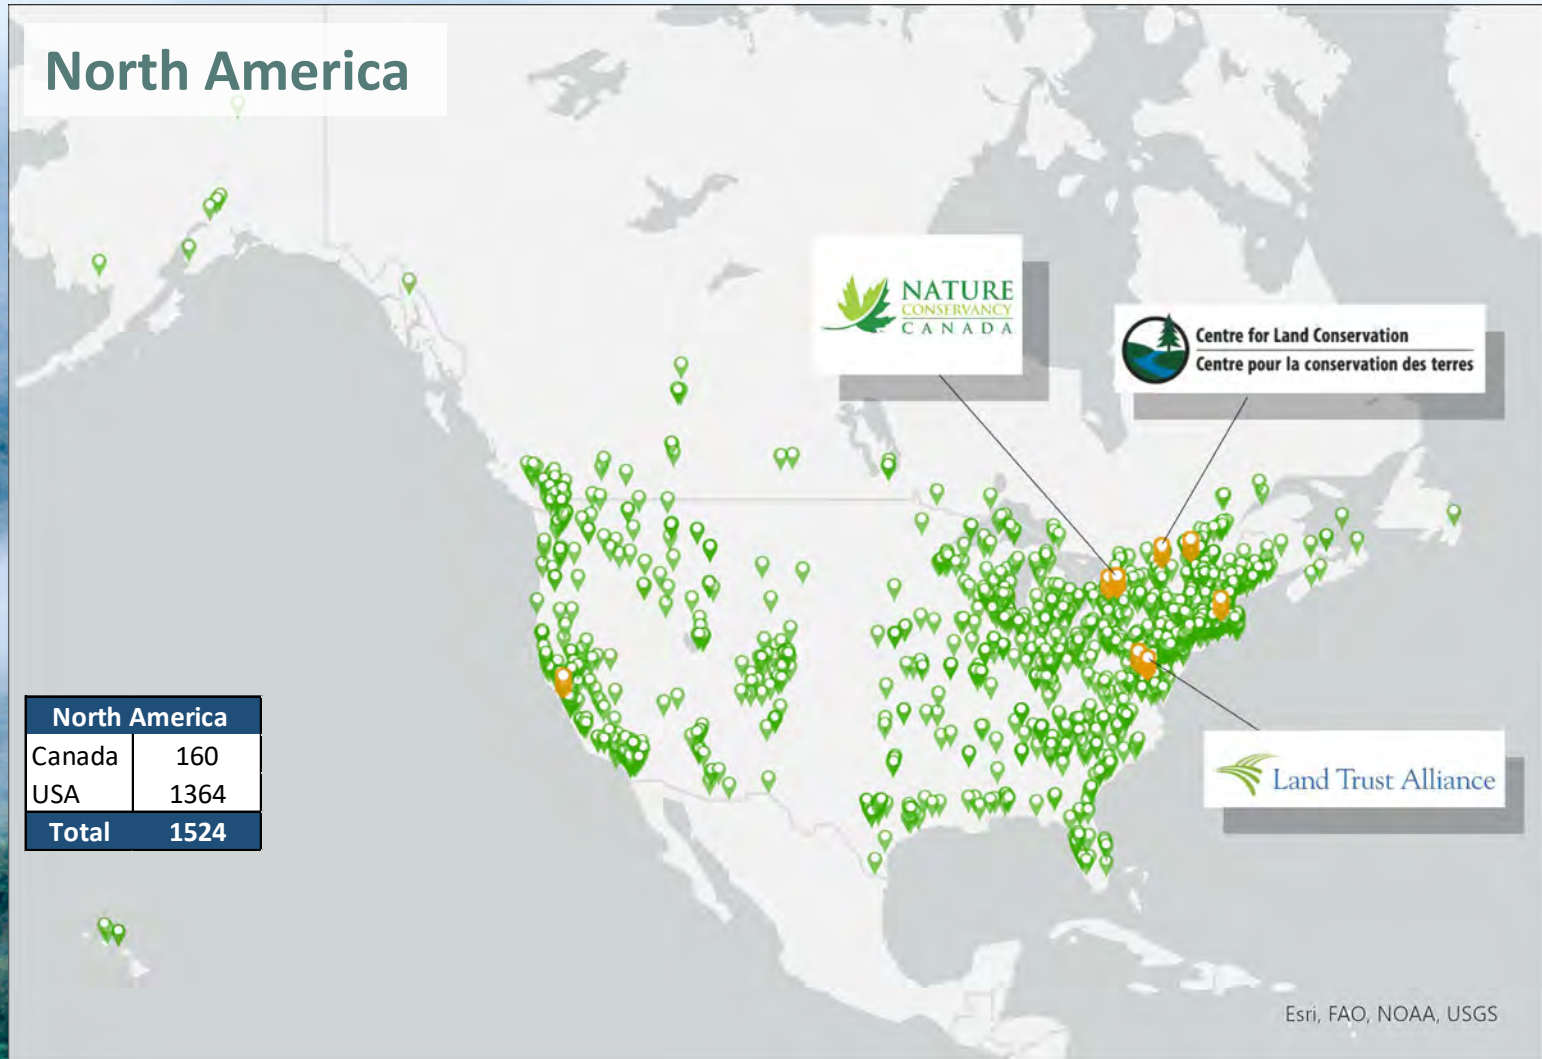 North America
NATURE
CONSERVANCY
CANADA
Centre for Land Conservation
Centre pour la conservation des terres
North America
Canada 160
USA 1364
Total 1524
Land Trust Alliance
Esri, FAO, NOAA, USGS